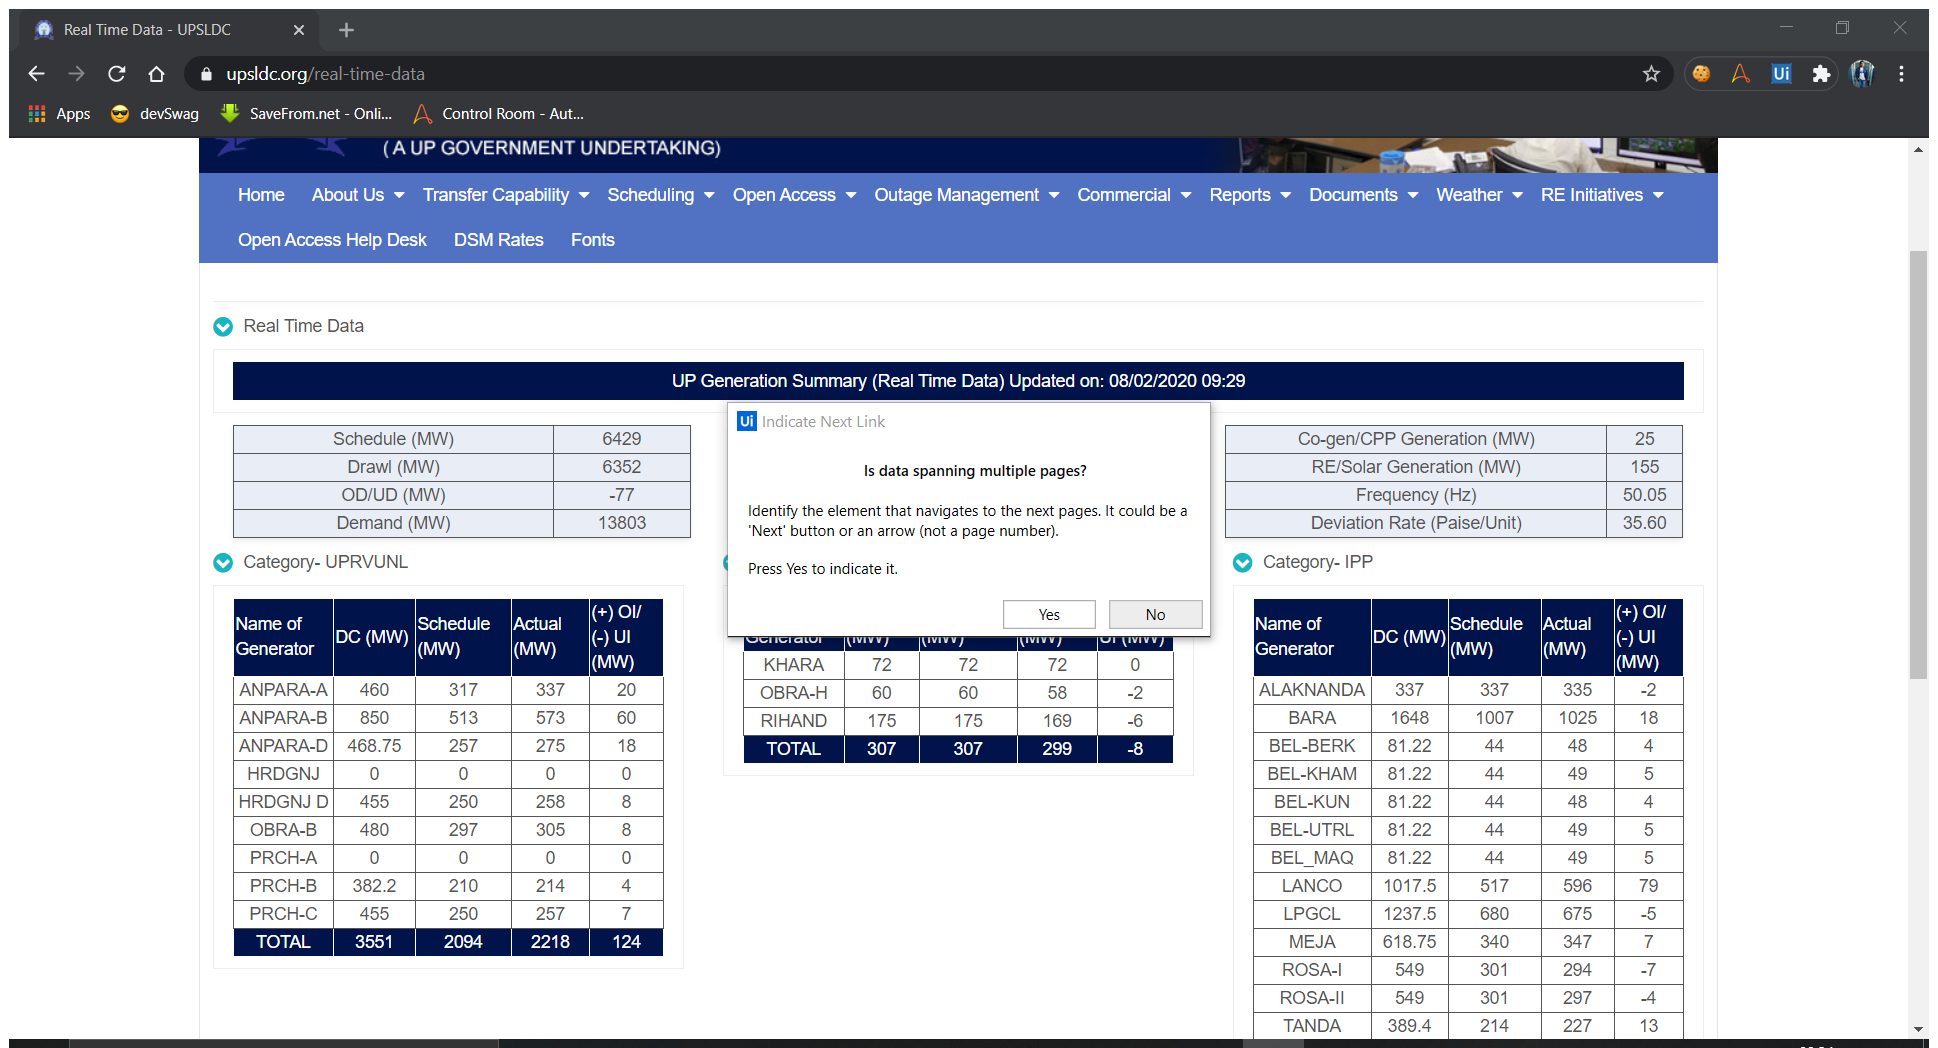 Real Time Data - UPSLDC
upsldc.org/real-time-data
Ui
Apps devSwag SaveFrom.net - Onli... Control Room - Aut...
( A UP GOVERNMENT UNDERTAKING)
Home About Us Transfer Capability Scheduling Open Access Outage Management Commercial Reports Documents Weather RE Initiatives
Open Access Help Desk DSM Rates Fonts
Real Time Data
UP Generation Summary (Real Time Data) Updated on: 08/02/2020 09:29
Schedule (MW) 6429
Drawl (MW) 6352
OD/UD (MW) -77
Demand (MW) 13803
Ui Indicate Next Link
Is data spanning multiple pages?
Identify the element that navigates to the next pages. It could be a
'Next' button or an arrow (not a page number).
Press Yes to indicate it.
Yes No
Co-gen/CPP Generation (MW) 25
RE/Solar Generation (MW) 155
Frequency (Hz) 50.05
Deviation Rate (Paise/Unit) 35.60
Category- UPRVUNL
Name of Generator DC (MW) Schedule (MW) Actual (MW) (+) OI/ (-) UI (MW)
ANPARA-A 460 317 337 20
ANPARA-B 850 513 573 60
ANPARA-D 468.75 257 275 18
HRDGNJ 0 0 0 0
HRDGNJ D 455 250 258 8
OBRA-B 480 297 305 8
PRCH-A 0 0 0 0
PRCH-B 382.2 210 214 4
PRCH-C 455 250 257 7
TOTAL 3551 2094 2218 124
Generator (MW) (MW) (MW) UI (MW)
KHARA 72 72 72 0
OBRA-H 60 60 58 -2
RIHAND 175 175 169 -6
TOTAL 307 307 299 -8
Category- IPP
Name of Generator DC (MW) Schedule (MW) Actual (MW) (+) OI/ (-) UI (MW)
ALAKNANDA 337 337 335 -2
BARA 1648 1007 1025 18
BEL-BERK 81.22 44 48 4
BEL-KHAM 81.22 44 49 5
BEL-KUN 81.22 44 48 4
BEL-UTRL 81.22 44 49 5
BEL_MAQ 81.22 44 49 5
LANCO 1017.5 517 596 79
LPGCL 1237.5 680 675 -5
MEJA 618.75 340 347 7
ROSA-I 549 301 294 -7
ROSA-II 549 301 297 -4
TANDA 389.4 214 227 13